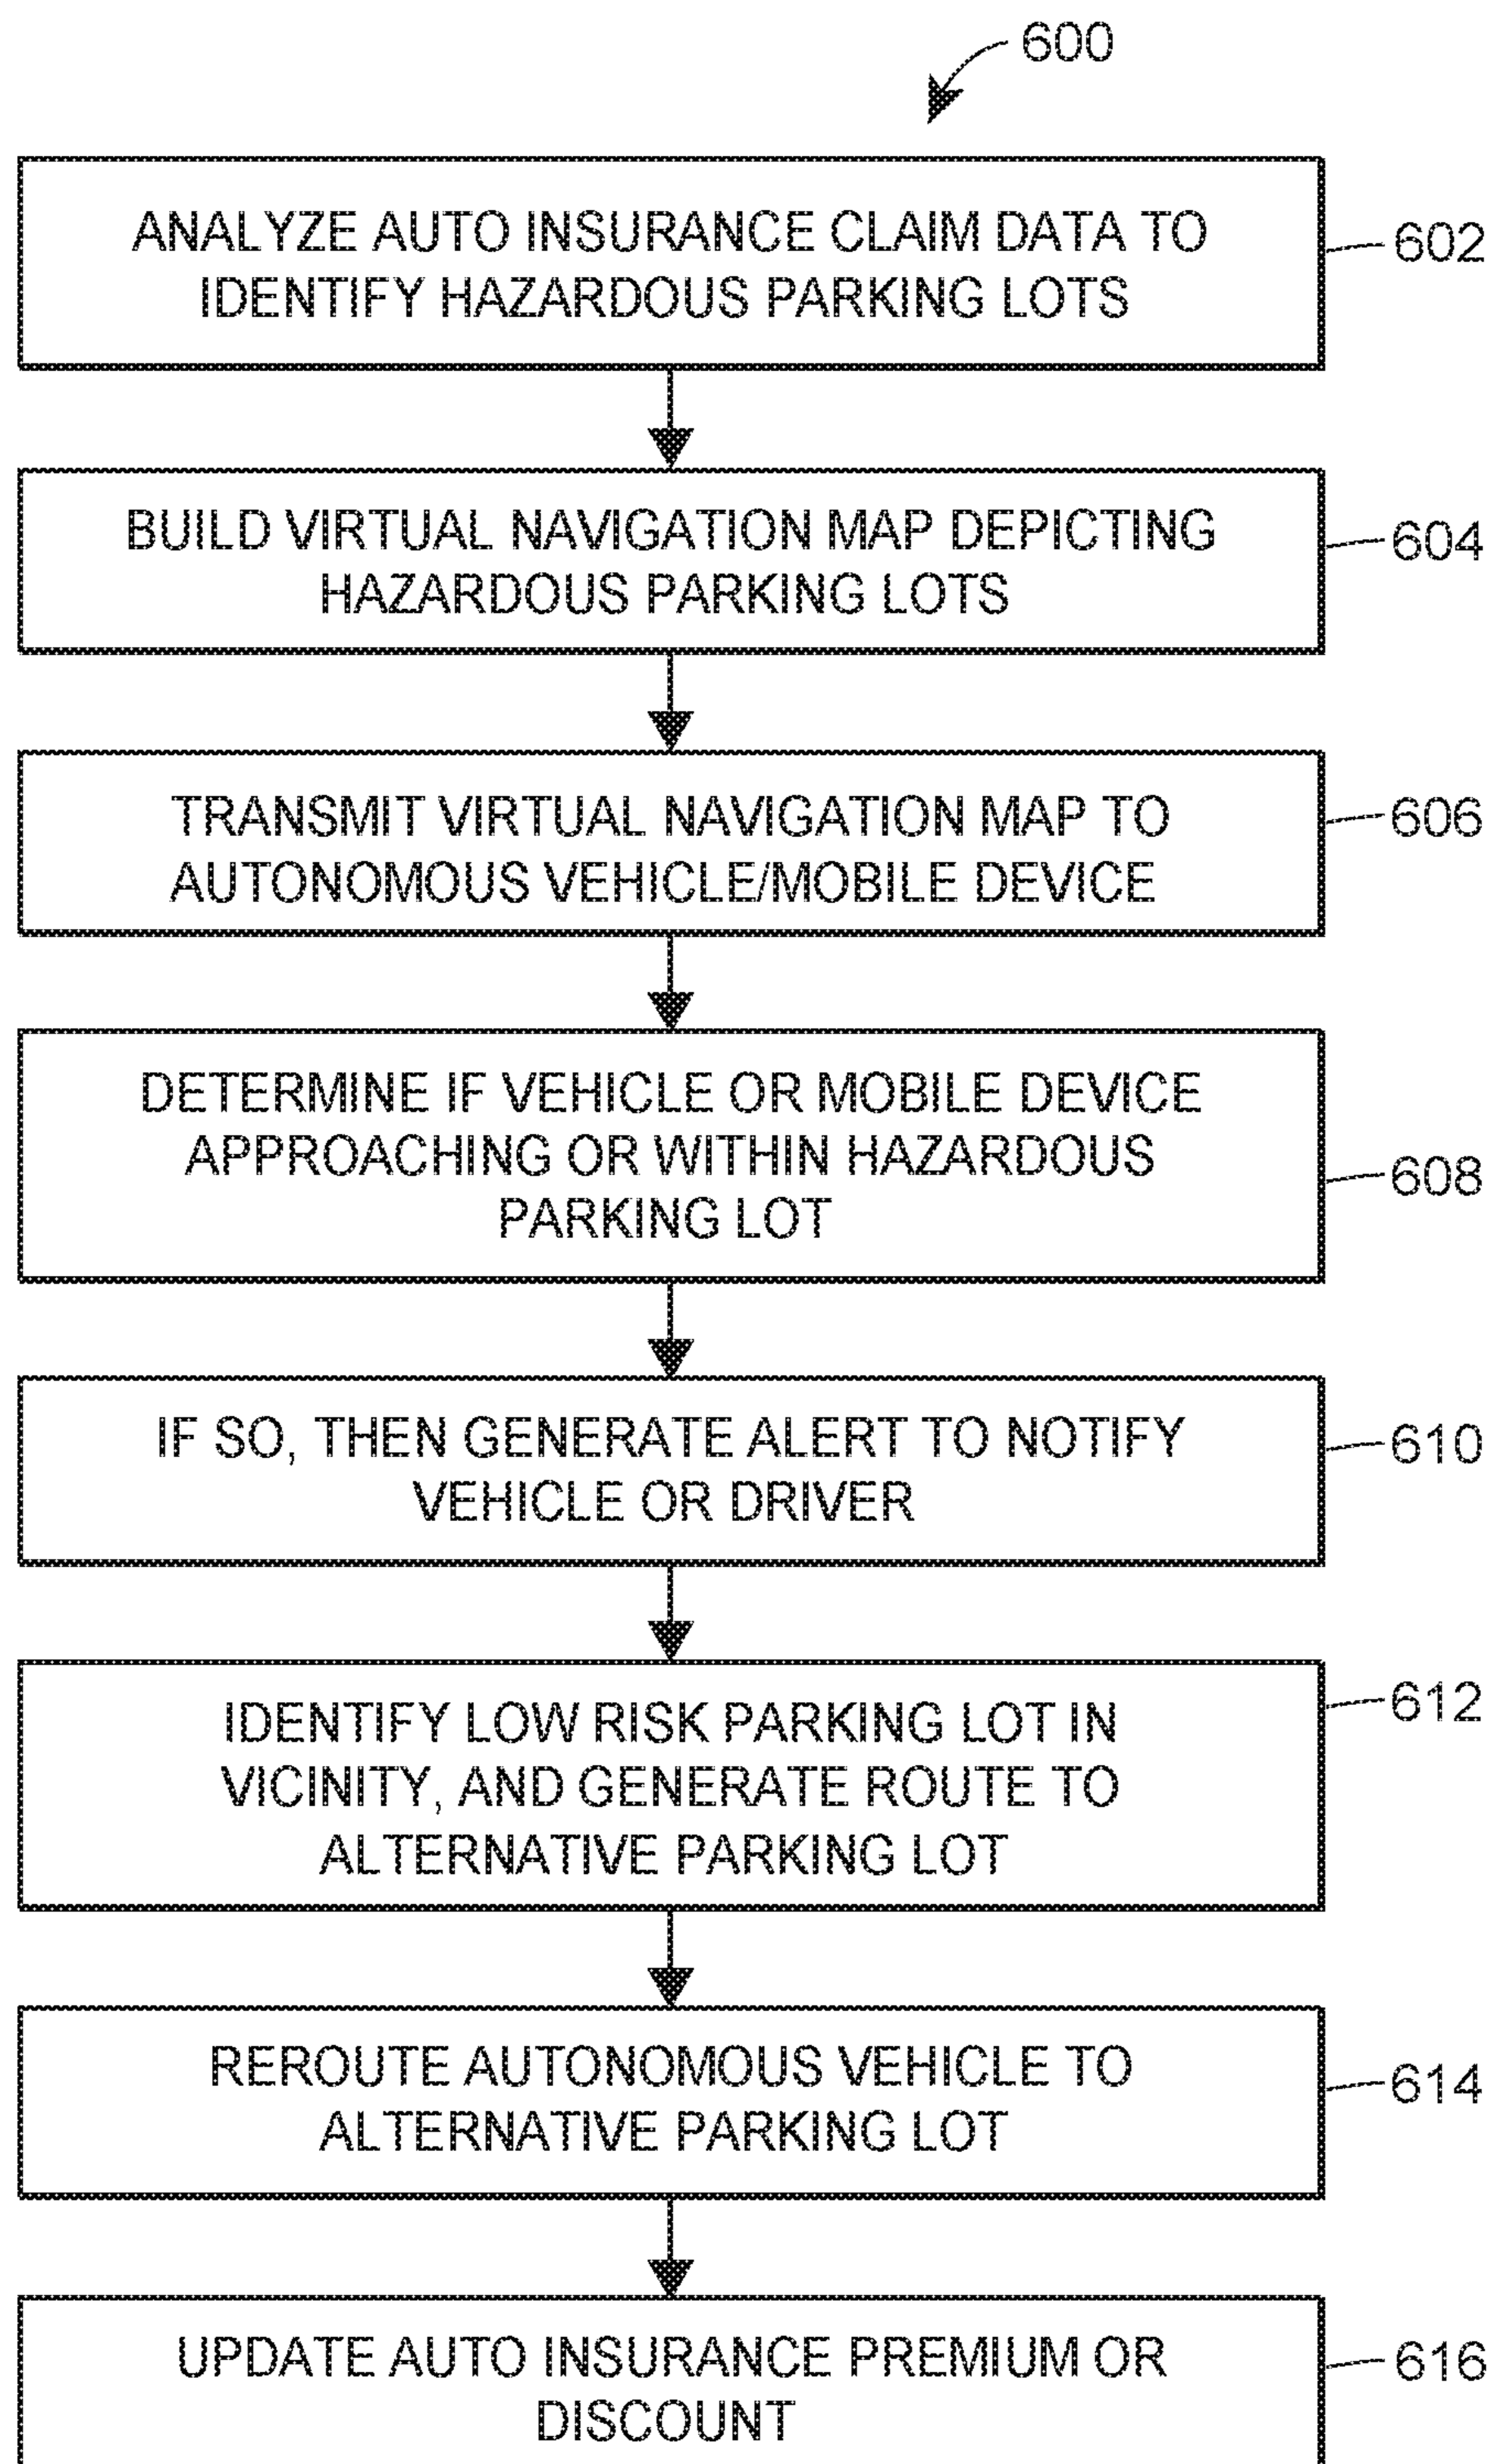 600
ANALYZE AUTO INSURANCE CLAIM DATA TO
IDENTIFY HAZARDOUS PARKING LOTS
602
BUILD VIRTUAL NAVIGATION MAP DEPICTING
HAZARDOUS PARKING LOTS
604
TRANSMIT VIRTUAL NAVIGATION MAP TO
AUTONOMOUS VEHICLE/MOBILE DEVICE
606
DETERMINE IF VEHICLE OR MOBILE DEVICE
APPROACHING OR WITHIN HAZARDOUS
PARKING LOT
608
IF SO, THEN GENERATE ALERT TO NOTIFY
VEHICLE OR DRIVER
610
IDENTIFY LOW RISK PARKING LOT IN
VICINITY, AND GENERATE ROUTE TO
ALTERNATIVE PARKING LOT
612
REROUTE AUTONOMOUS VEHICLE TO
ALTERNATIVE PARKING LOT
614
UPDATE AUTO INSURANCE PREMIUM OR
DISCOUNT
616